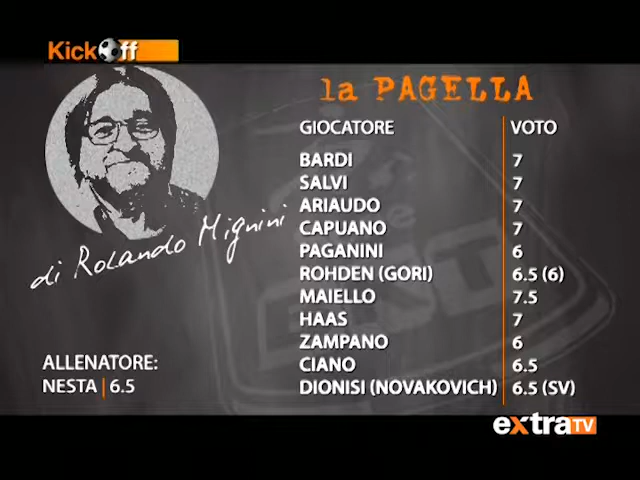 Kickoff
la PAGELLA
GIOCATORE VOTO
BARDI 7
SALVI 7
ARIAUDO 7
CAPUANO 7
PAGANINI 6
ROHDEN (GORI) 6.5 (6)
MAIELLO 7.5
HAAS 7
ZAMPANO 6
CIANO 6.5
DIONISI (NOVAKOVICH) 6.5 (SV)
di Rolando Mignini
ALLENATORE:
NESTA | 6.5
extra TV